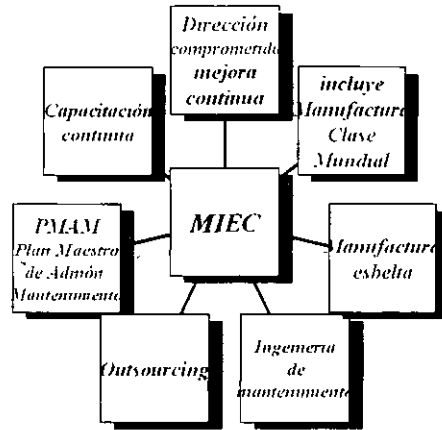 Dirección
comprometida
mejora
continua
incluye
Manufactura
Clase
Mundial
Capacitación
continua
MIEC
PMAM
Plan Maestro
de Admón
Mantenimiento
Manufactura
esbelta
Outsourcing
Ingeniería
de
mantenimiento